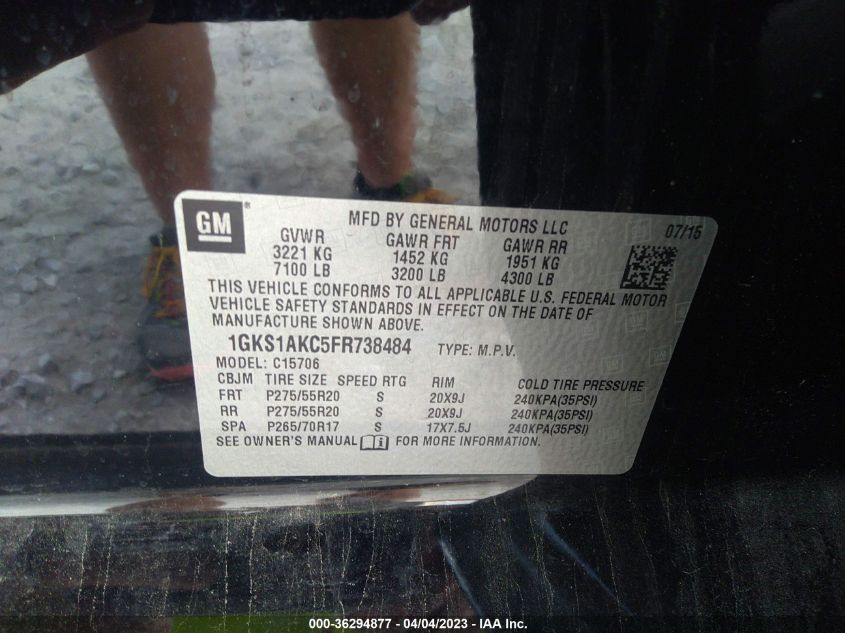 GM
MFD BY GENERAL MOTORS LLC
07/15
GVWR GAWR FRT GAWR RR
3221 KG 1452 KG 1951 KG
7100 LB 3200 LB 4300 LB
THIS VEHICLE CONFORMS TO ALL APPLICABLE U.S. FEDERAL MOTOR
VEHICLE SAFETY STANDARDS IN EFFECT ON THE DATE OF
MANUFACTURE SHOWN ABOVE.
1GKS1AKC5FR738484 TYPE: M.P.V.
MODEL: C15706
CBJM TIRE SIZE SPEED RTG RIM COLD TIRE PRESSURE
FRT P275/55R20 S 20X9J 240KPA(35PSI)
RR P275/55R20 S 20X9J 240KPA(35PSI)
SPA P265/70R17 S 17X7.5J 240KPA(35PSI)
SEE OWNER'S MANUAL FOR MORE INFORMATION.
000-36294877 - 04/04/2023 - IAA Inc.